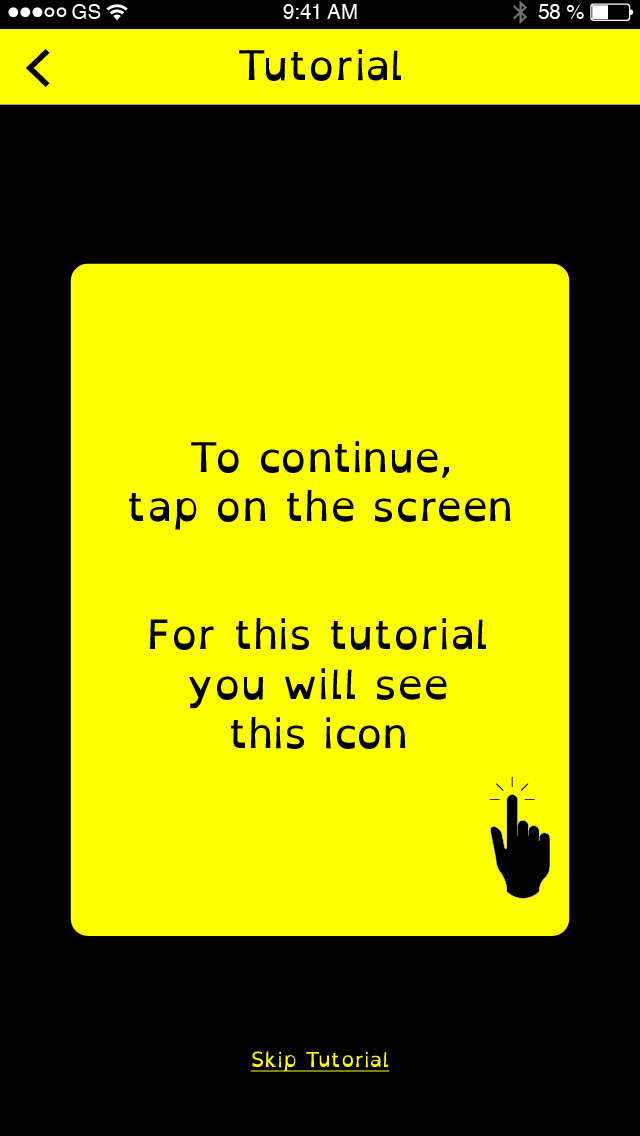 GS 9:41 AM 58 %
Tutorial
To continue,
tap on the screen
For this tutorial
you will see
this icon
Skip Tutorial